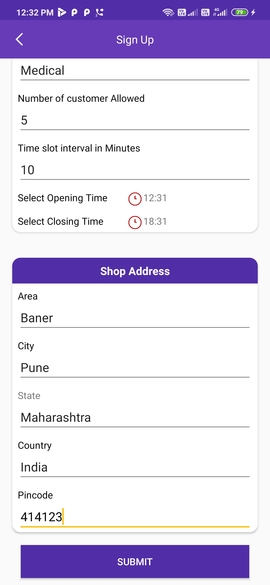 12:32 PM
Sign Up
Medical
Number of customer Allowed
5
Time slot interval in Minutes
10
Select Opening Time 12:31
Select Closing Time 18:31
Shop Address
Area
Baner
City
Pune
State
Maharashtra
Country
India
Pincode
414123
SUBMIT